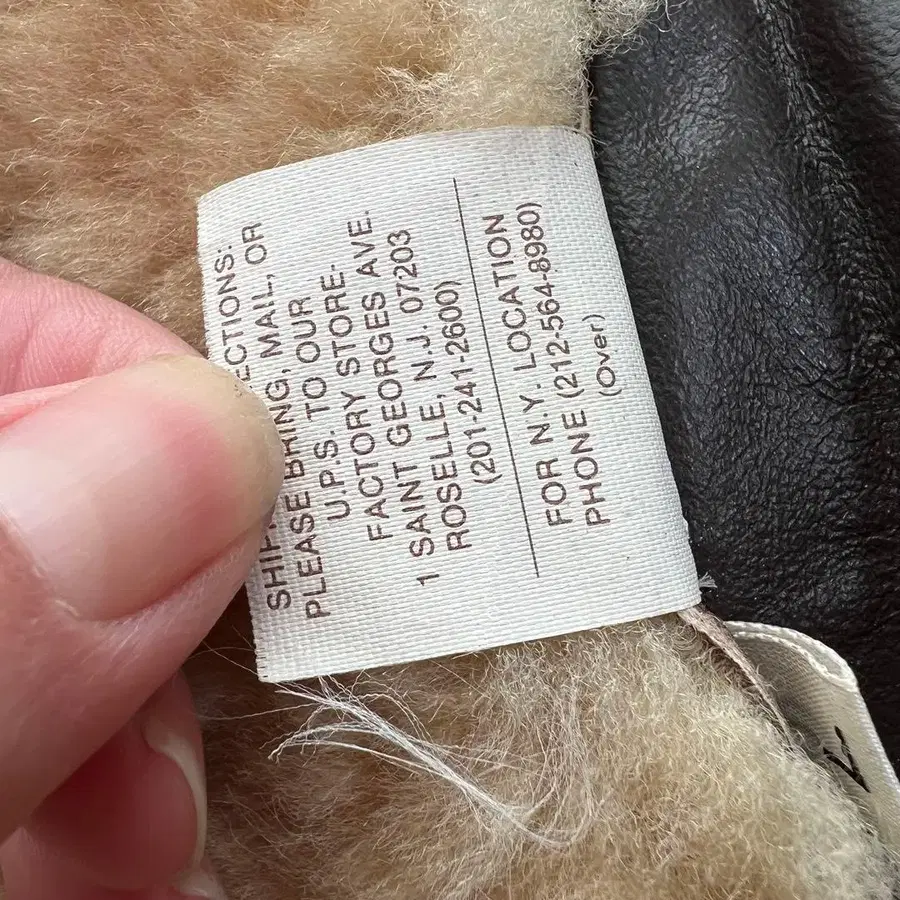 SHIP ECTIONS:
PLEASE BRING, MAIL, OR
U.P.S. TO OUR
FACTORY STORE.
1 SAINT GEORGES AVE.
ROSELLE, N.J. 07203
(201-241-2600)
FOR N.Y. LOCATION
PHONE (212-564-8980)
(Over)